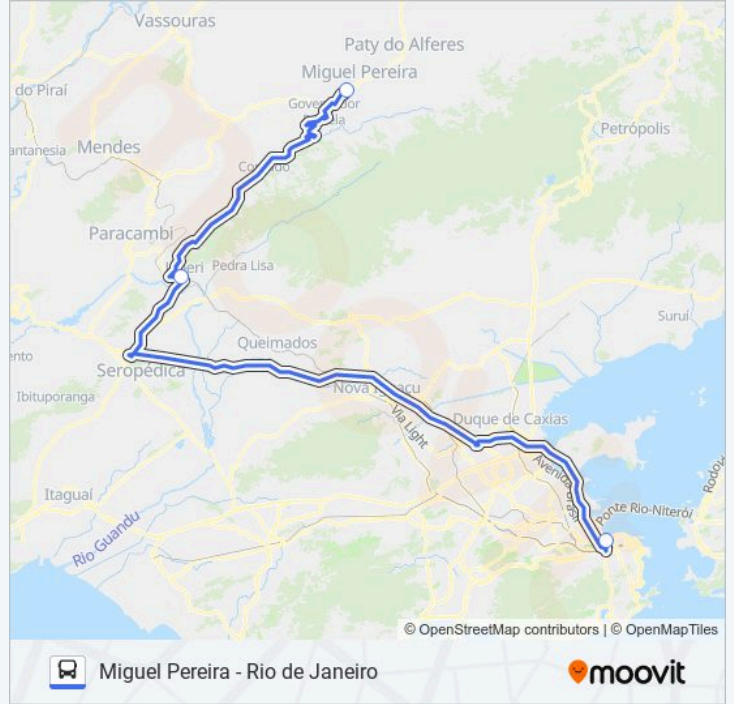 Vassouras
Paty do Alferes
Miguel Pereira
do Piraí
Governador
Petrópolis
Mendes
Paracambi
Pedra Lisa
Suruí
Queimados
Seropédica
Nova Iguaçu
Ibituporanga
Via Light
Duque de Caxias
Avenida Brasil
Itaguaí
Ponte Rio-Niterói
Rio Guandu
© OpenStreetMap contributors | © OpenMapTiles
Miguel Pereira - Rio de Janeiro
moovit